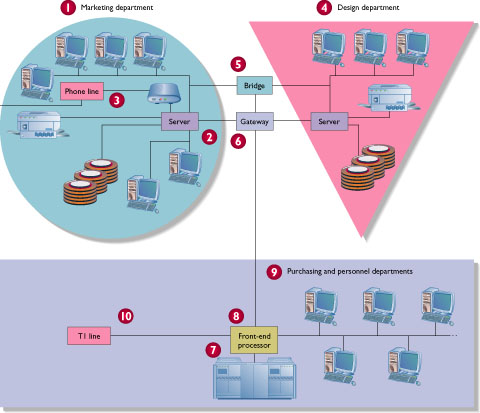 1 Marketing department
4 Design department
5
Bridge
Phone line
3
Server
2
Gateway
6
Server
9 Purchasing and personnel departments
10
T1 line
8
Front-end
processor
7